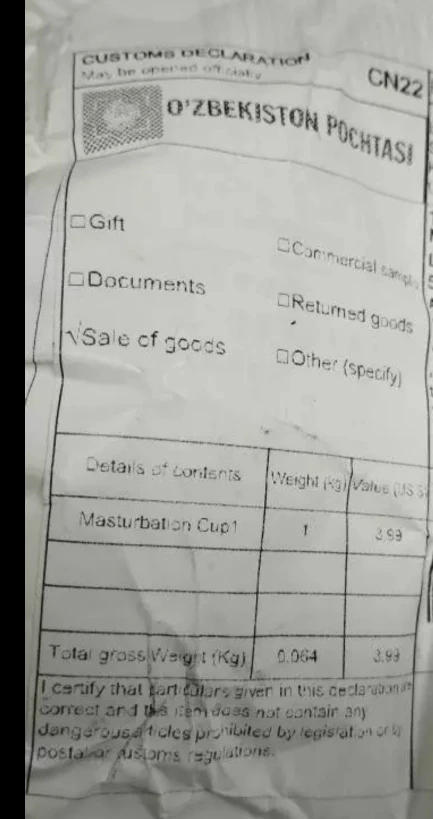 CUSTOMS DECLARATION
May be opened officially
CN22
O'ZBEKISTON POCHTASI
□Gift
□Commercial sample
□Documents
□Returned goods
√Sale of goods
□Other (specify)
Details of contents Weight (kg) Value (US $)
Masturbation Cup1 1 3.99
Total gross Weight (Kg) 0.064 3.99
I certify that particulars given in this declaration are
correct and this item does not contain any
dangerous articles prohibited by legislation or by
postal or customs regulations.